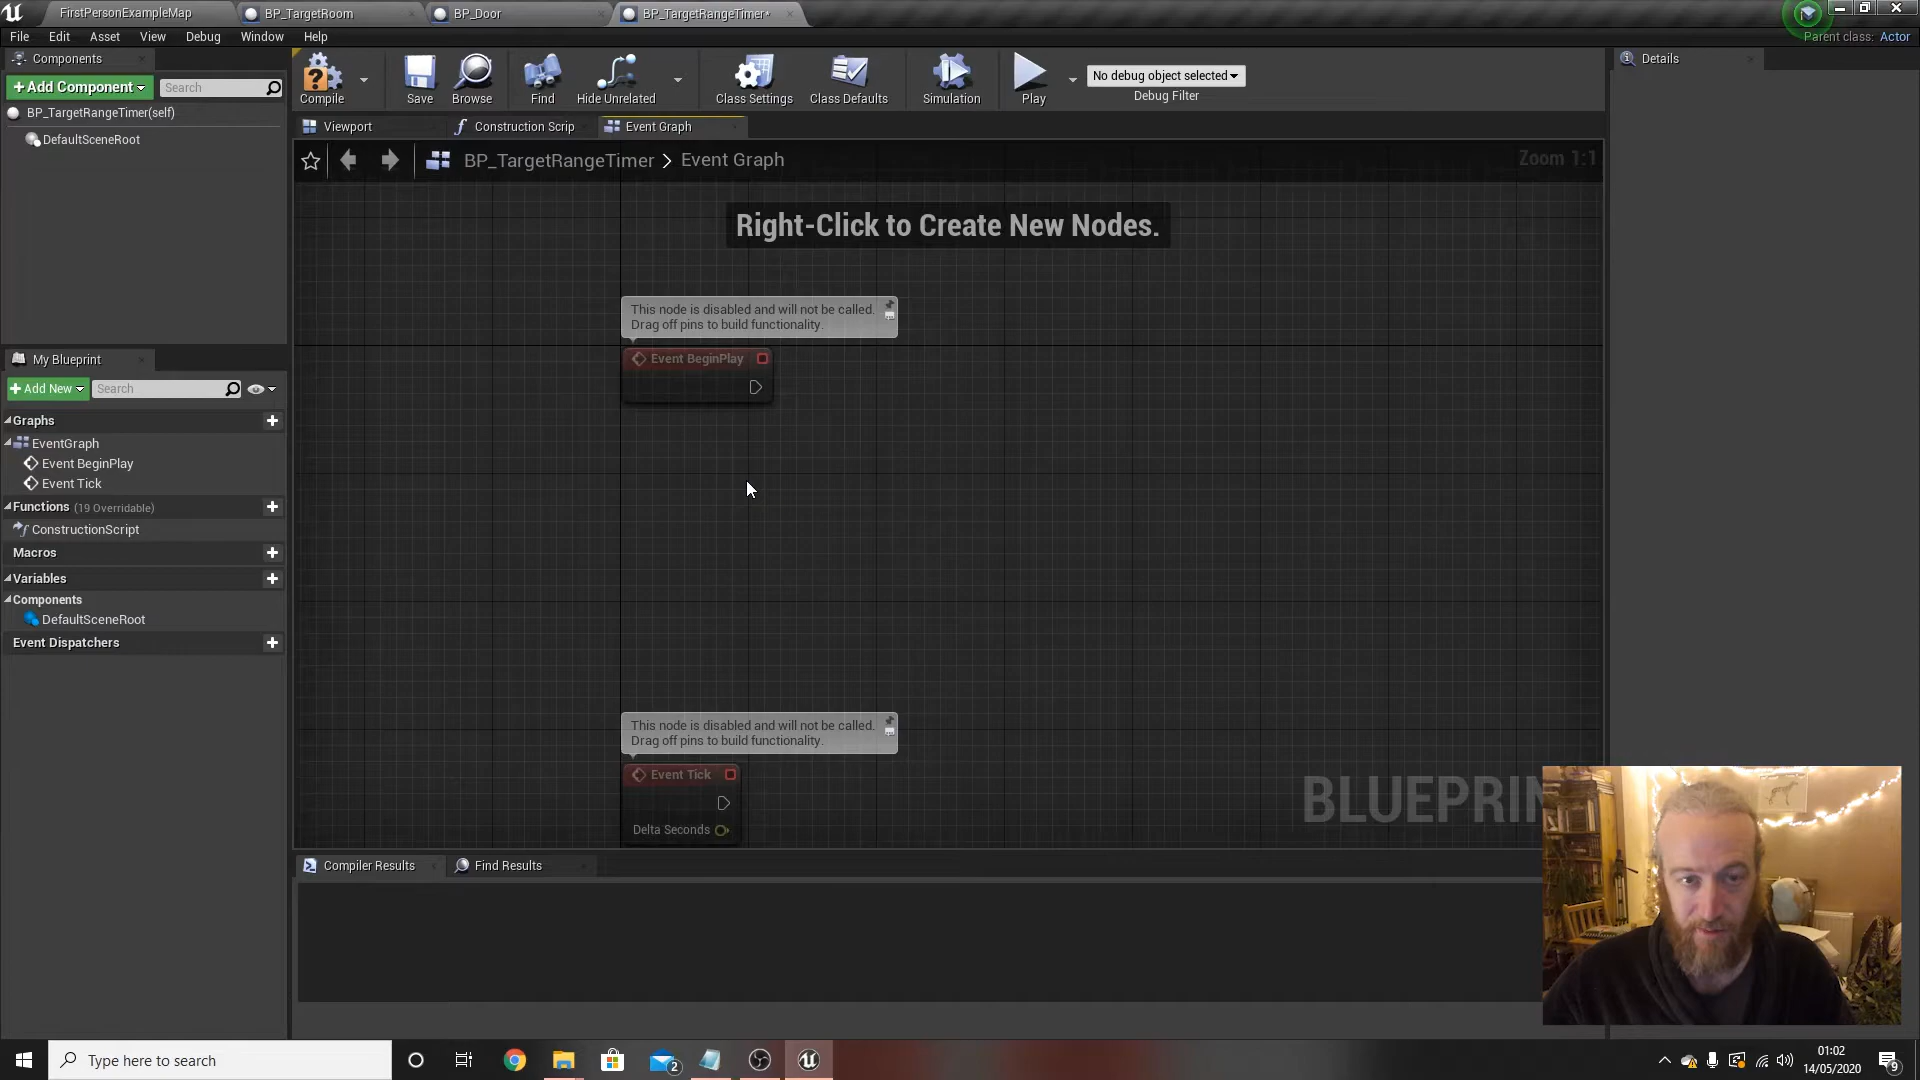 FirstPersonExampleMap
BP_TargetRoom
BP_Door
BP_TargetRangeTimer*
File Edit Asset View Debug Window Help
Parent class: Actor
Components
+Add Component
Search
BP_TargetRangeTimer(self)
DefaultSceneRoot
Compile
Save
Browse
Find
Hide Unrelated
Class Settings
Class Defaults
Simulation
Play
No debug object selected
Debug Filter
Details
Viewport
Construction Scrip
Event Graph
BP_TargetRangeTimer > Event Graph
Zoom 1:1
Right-Click to Create New Nodes.
This node is disabled and will not be called.
Drag off pins to build functionality.
Event BeginPlay
This node is disabled and will not be called.
Drag off pins to build functionality.
Event Tick
Delta Seconds
BLUEPRIN
My Blueprint
+Add New
Search
Graphs
EventGraph
Event BeginPlay
Event Tick
Functions (19 Overridable)
ConstructionScript
Macros
Variables
Components
DefaultSceneRoot
Event Dispatchers
Compiler Results
Find Results
Type here to search
2
01:02
14/05/2020
9